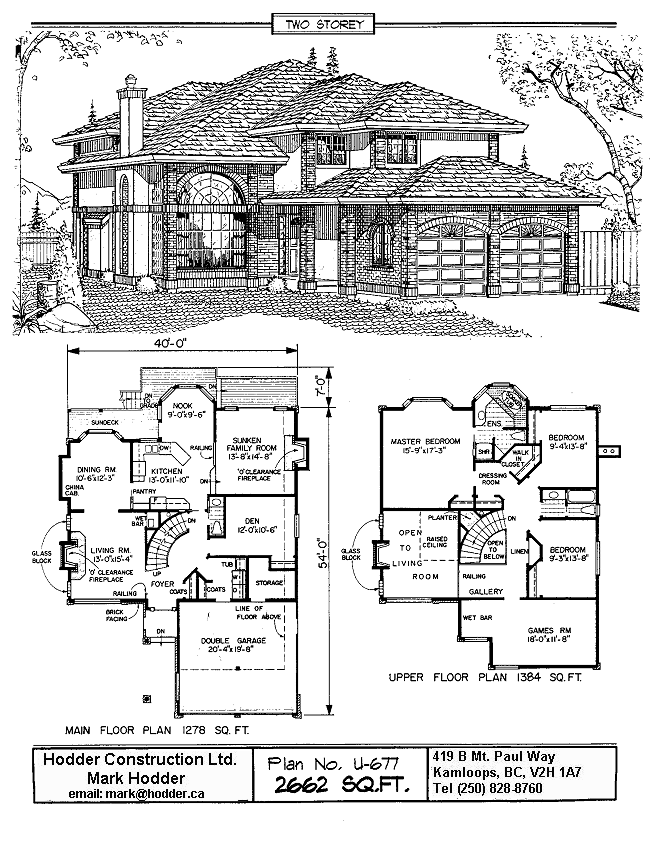 TWO STOREY
40'-0"
7'-0"
54'-0"
DN
TO
GRADE
DN
SUNDECK
NOOK
9'-0"x9'-6"
RAILING
SUNKEN
FAMILY ROOM
13'-8"x14'-8"
'O' CLEARANCE
FIREPLACE
DN
DW
KITCHEN
13'-0"x11'-10"
DINING RM.
10'-6"x12'-3"
CHINA
CAB.
PANTRY
F
WET
BAR
DN
DEN
12'-0"x10'-6"
GLASS
BLOCK
LIVING RM.
13'-0"x15'-4"
'O' CLEARANCE
FIREPLACE
RAILING
FOYER
COATS
COATS
TUB
W
D
STORAGE
BRICK
FACING
DN
LINE OF
FLOOR ABOVE
DOUBLE GARAGE
20'-4"x19'-8"
MAIN FLOOR PLAN 1278 SQ. FT.
MASTER BEDROOM
15'-9"x17'-3"
ENS.
SHR
WALK
IN
CLOSET
DRESSING
ROOM
BEDROOM
9'-4"x13'-8"
PLANTER
DN
OPEN
TO
LIVING
ROOM
RAISED
CEILING
OPEN
TO
BELOW
LINEN
BEDROOM
9'-3"x13'-8"
GLASS
BLOCK
RAILING
GALLERY
WET BAR
GAMES RM
18'-0"x11'-8"
UPPER FLOOR PLAN 1384 SQ. FT.
Hodder Construction Ltd.
Mark Hodder
email: mark@hodder.ca
Plan No. U-677
2662 SQ.FT.
419 B Mt. Paul Way
Kamloops, BC, V2H 1A7
Tel (250) 828-8760